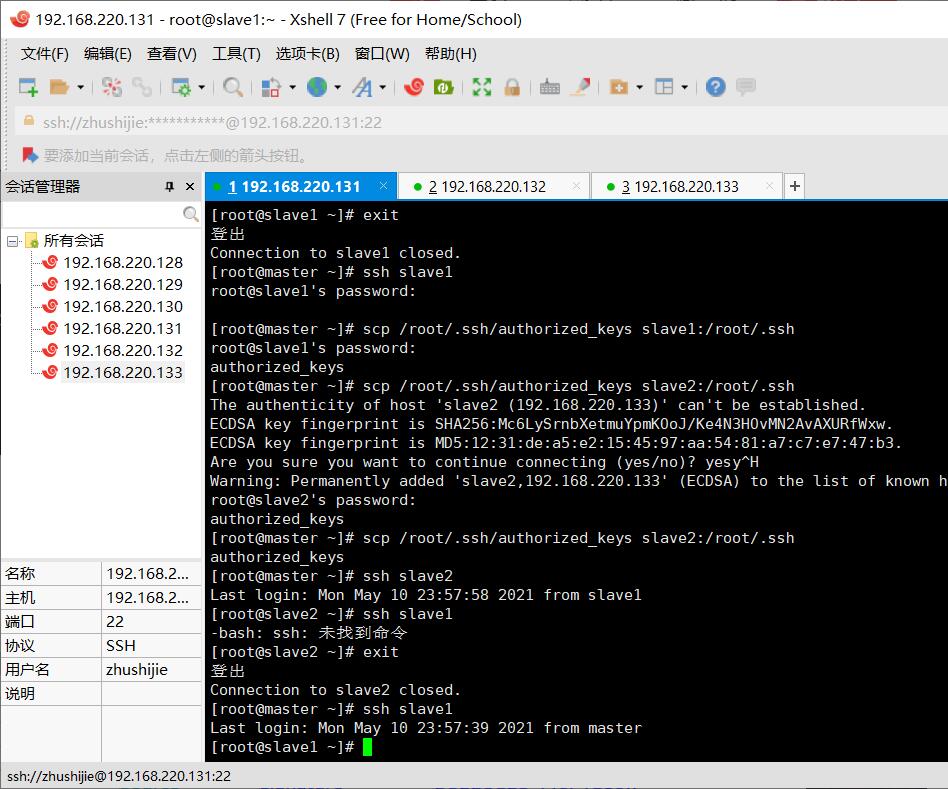 192.168.220.131 - root@slave1:~ - Xshell 7 (Free for Home/School)
文件(F) 编辑(E) 查看(V) 工具(T) 选项卡(B) 窗口(W) 帮助(H)
ssh://zhushijie:***********@192.168.220.131:22
要添加当前会话，点击左侧的箭头按钮。
会话管理器
1 192.168.220.131 2 192.168.220.132 3 192.168.220.133
所有会话
192.168.220.128
192.168.220.129
192.168.220.130
192.168.220.131
192.168.220.132
192.168.220.133
名称 192.168.2...
主机 192.168.2...
端口 22
协议 SSH
用户名 zhushijie
说明
[root@slave1 ~]# exit
登出
Connection to slave1 closed.
[root@master ~]# ssh slave1
root@slave1's password:
[root@master ~]# scp /root/.ssh/authorized_keys slave1:/root/.ssh
root@slave1's password:
authorized_keys
[root@master ~]# scp /root/.ssh/authorized_keys slave2:/root/.ssh
The authenticity of host 'slave2 (192.168.220.133)' can't be established.
ECDSA key fingerprint is SHA256:Mc6LySrnbXetmuYpmKOoJ/Ke4N3HOvMN2AvAXURfWxw.
ECDSA key fingerprint is MD5:12:31:de:a5:e2:15:45:97:aa:54:81:a7:c7:e7:47:b3.
Are you sure you want to continue connecting (yes/no)? yesy^H
Warning: Permanently added 'slave2,192.168.220.133' (ECDSA) to the list of known h
root@slave2's password:
authorized_keys
[root@master ~]# scp /root/.ssh/authorized_keys slave2:/root/.ssh
authorized_keys
[root@master ~]# ssh slave2
Last login: Mon May 10 23:57:58 2021 from slave1
[root@slave2 ~]# ssh slave1
-bash: ssh: 未找到命令
[root@slave2 ~]# exit
登出
Connection to slave2 closed.
[root@master ~]# ssh slave1
Last login: Mon May 10 23:57:39 2021 from master
[root@slave1 ~]#
ssh://zhushijie@192.168.220.131:22